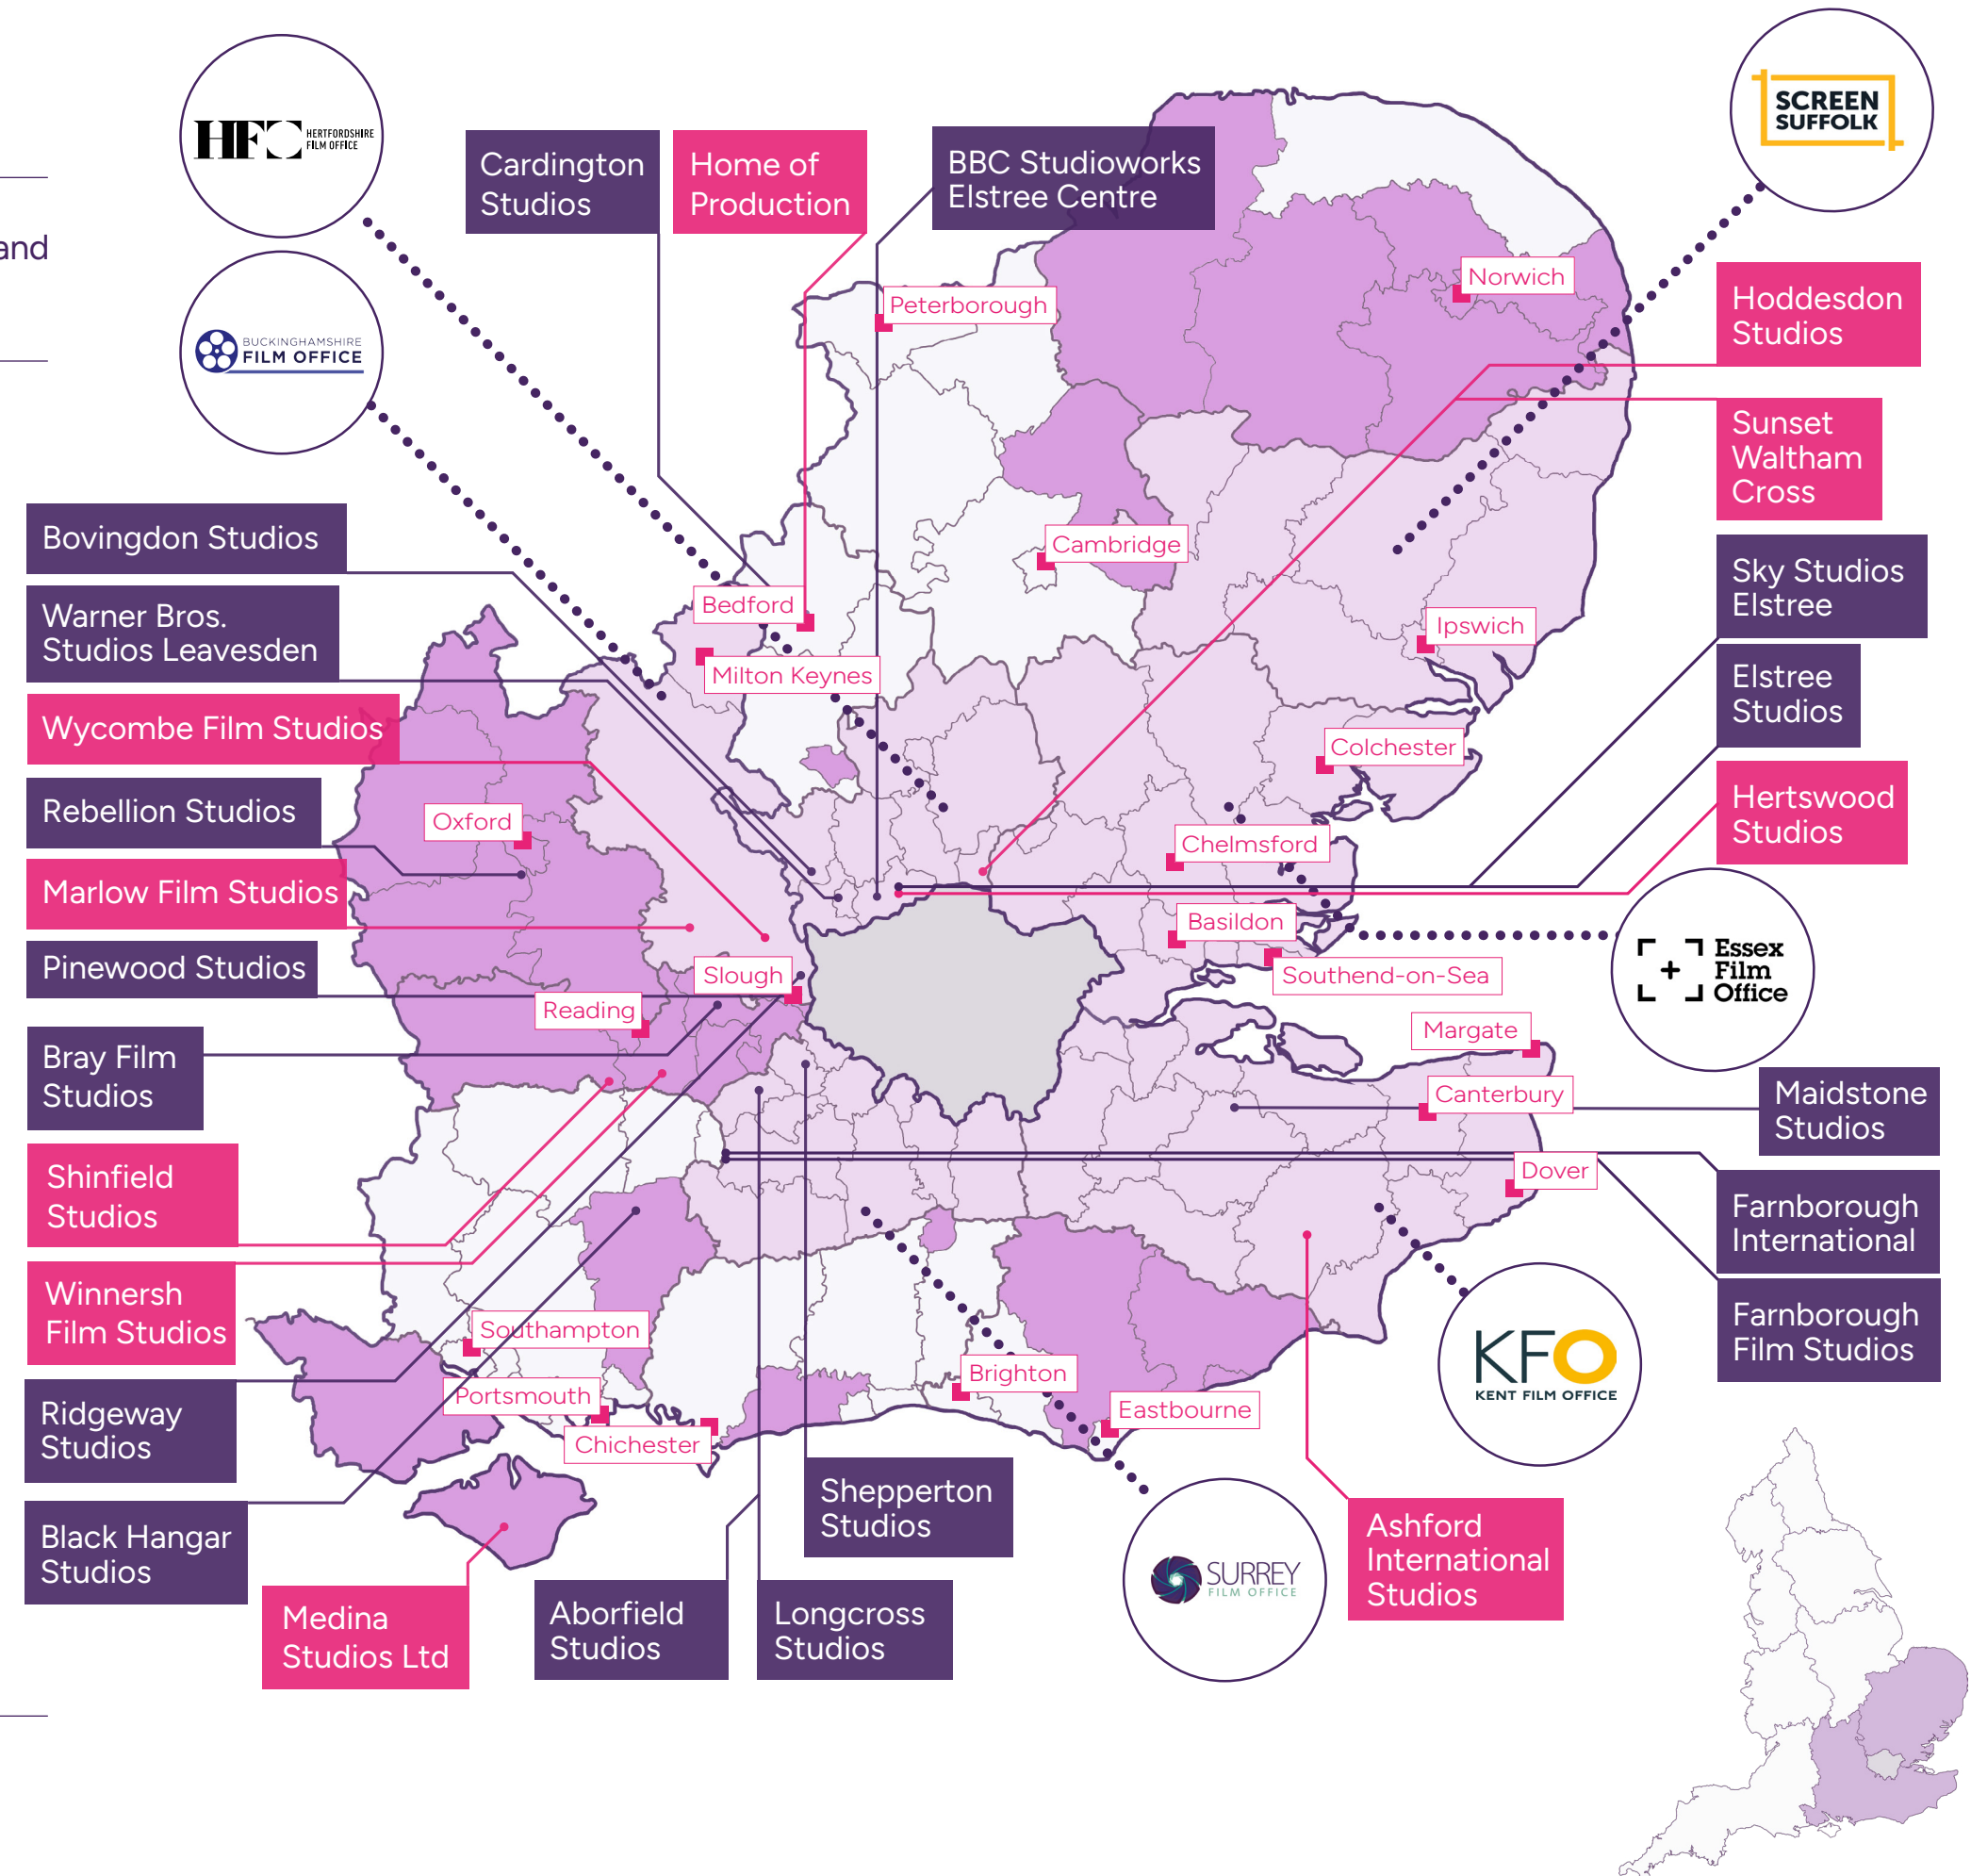 HFO HERTFORDSHIRE
FILM OFFICE
SCREEN
SUFFOLK
and
BUCKINGHAMSHIRE
FILM OFFICE
Cardington
Studios
Home of
Production
BBC Studioworks
Elstree Centre
Peterborough
Norwich
Hoddesdon
Studios
Sunset
Waltham
Cross
Bovingdon Studios
Warner Bros.
Studios Leavesden
Wycombe Film Studios
Rebellion Studios
Marlow Film Studios
Pinewood Studios
Bray Film
Studios
Shinfield
Studios
Winnersh
Film Studios
Ridgeway
Studios
Black Hangar
Studios
Cambridge
Bedford
Milton Keynes
Ipswich
Colchester
Oxford
Chelmsford
Basildon
Southend-on-Sea
Slough
Reading
Margate
Canterbury
Dover
Southampton
Portsmouth
Chichester
Brighton
Eastbourne
Sky Studios
Elstree
Elstree
Studios
Hertswood
Studios
Essex
Film
Office
Maidstone
Studios
Farnborough
International
Farnborough
Film Studios
KFO
KENT FILM OFFICE
Shepperton
Studios
SURREY
FILM OFFICE
Ashford
International
Studios
Medina
Studios Ltd
Aborfield
Studios
Longcross
Studios